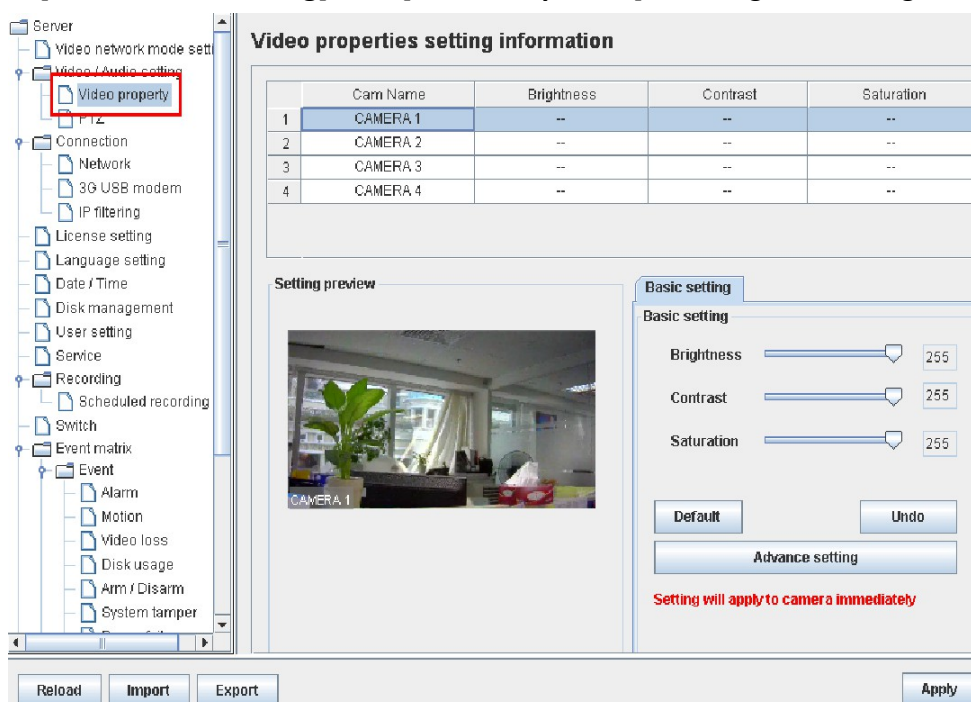 Server
Video network mode setti
Video / Audio setting
Video property
PTZ
Connection
Network
3G USB modem
IP filtering
License setting
Language setting
Date / Time
Disk management
User setting
Service
Recording
Scheduled recording
Switch
Event matrix
Event
Alarm
Motion
Video loss
Disk usage
Arm / Disarm
System tamper
Video properties setting information
Cam Name Brightness Contrast Saturation
1 CAMERA 1 -- -- --
2 CAMERA 2 -- -- --
3 CAMERA 3 -- -- --
4 CAMERA 4 -- -- --
Setting preview
CAMERA 1
Basic setting
Basic setting
Brightness 255
Contrast 255
Saturation 255
Default Undo
Advance setting
Setting will apply to camera immediately
Reload Import Export Apply